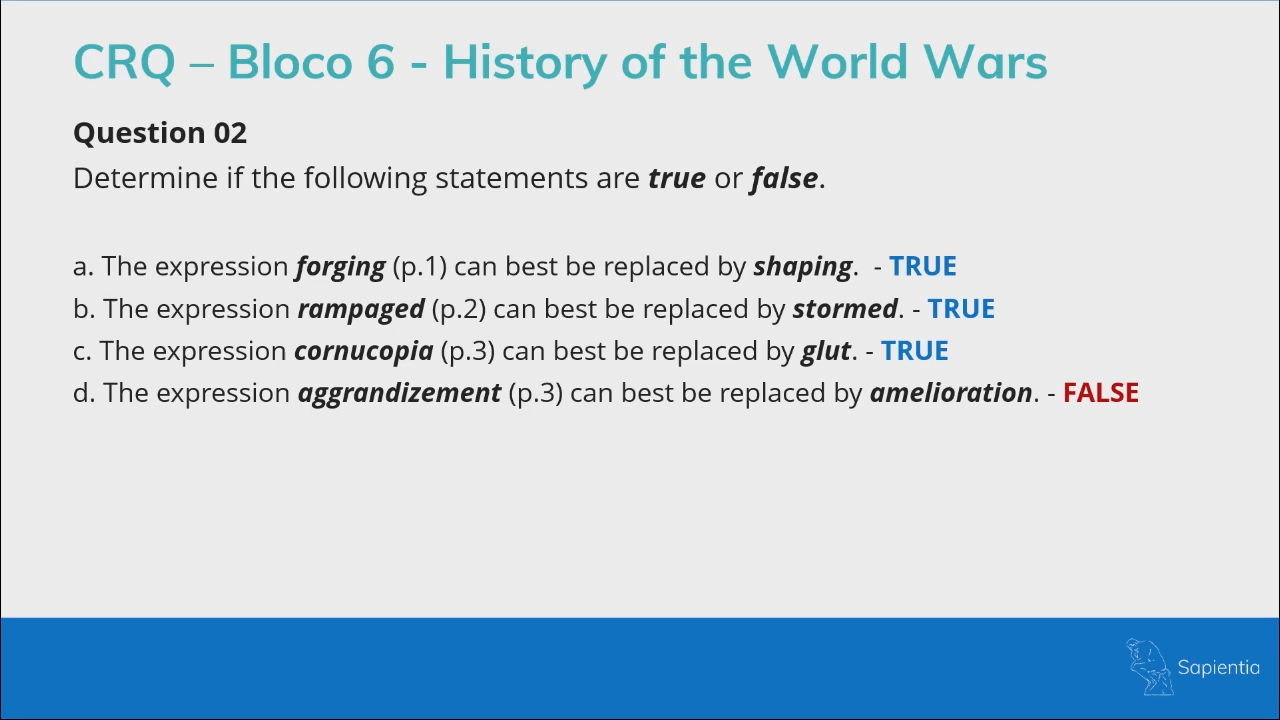 CRQ – Bloco 6 - History of the World Wars
Question 02
Determine if the following statements are true or false.
a. The expression forging (p.1) can best be replaced by shaping.  - TRUE
b. The expression rampaged (p.2) can best be replaced by stormed. - TRUE
c. The expression cornucopia (p.3) can best be replaced by glut. - TRUE
d. The expression aggrandizement (p.3) can best be replaced by amelioration. - FALSE
Sapientia